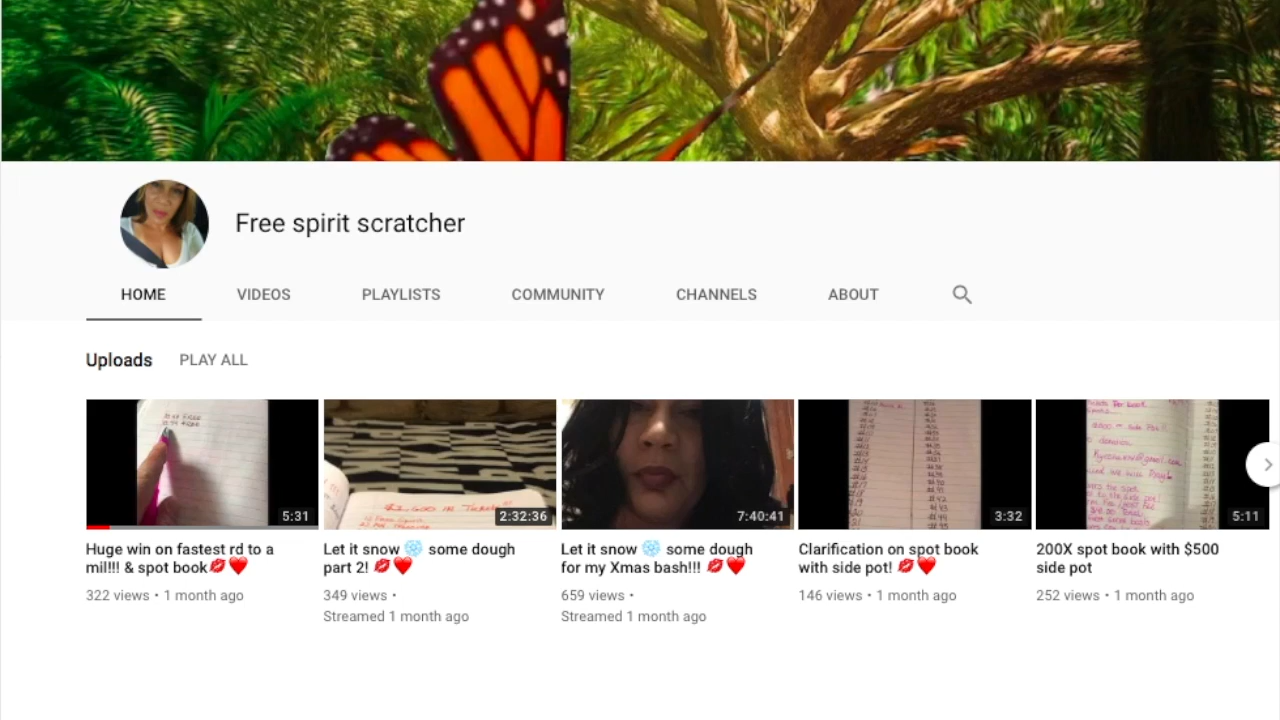 Free spirit scratcher
HOME VIDEOS PLAYLISTS COMMUNITY CHANNELS ABOUT
Uploads PLAY ALL
5:31 2:32:36 7:40:41 3:32 5:11
Huge win on fastest rd to a
mil!!! & spot book💋❤️
322 views • 1 month ago
Let it snow ❄️ some dough
part 2! 💋❤️
349 views •
Streamed 1 month ago
Let it snow ❄️ some dough
for my Xmas bash!!! 💋❤️
659 views •
Streamed 1 month ago
Clarification on spot book
with side pot! 💋❤️
146 views • 1 month ago
200X spot book with $500
side pot
252 views • 1 month ago